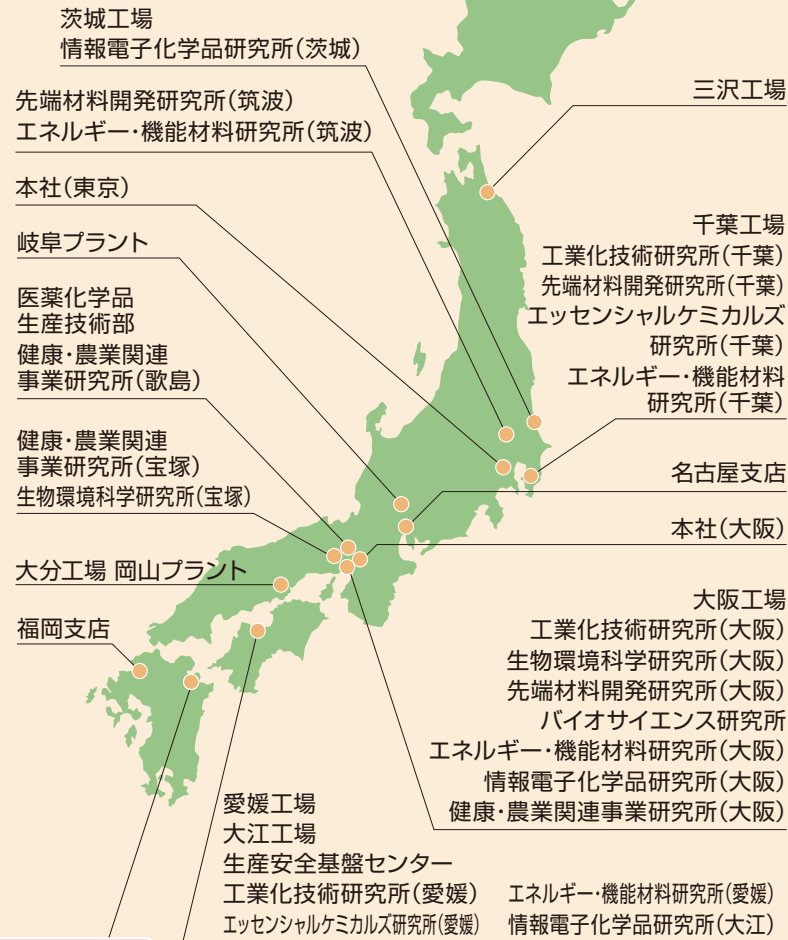 茨城工場
情報電子化学品研究所(茨城)
先端材料開発研究所(筑波)
エネルギー・機能材料研究所(筑波)
本社(東京)
岐阜プラント
医薬化学品
生産技術部
健康・農業関連
事業研究所(歌島)
健康・農業関連
事業研究所(宝塚)
生物環境科学研究所(宝塚)
大分工場 岡山プラント
福岡支店
三沢工場
千葉工場
工業化技術研究所(千葉)
先端材料開発研究所(千葉)
エッセンシャルケミカルズ
研究所(千葉)
エネルギー・機能材料
研究所(千葉)
名古屋支店
本社(大阪)
大阪工場
工業化技術研究所(大阪)
生物環境科学研究所(大阪)
先端材料開発研究所(大阪)
バイオサイエンス研究所
エネルギー・機能材料研究所(大阪)
情報電子化学品研究所(大阪)
健康・農業関連事業研究所(大阪)
愛媛工場
大江工場
生産安全基盤センター
工業化技術研究所(愛媛)
エッセンシャルケミカルズ研究所(愛媛)
エネルギー・機能材料研究所(愛媛)
情報電子化学品研究所(大江)